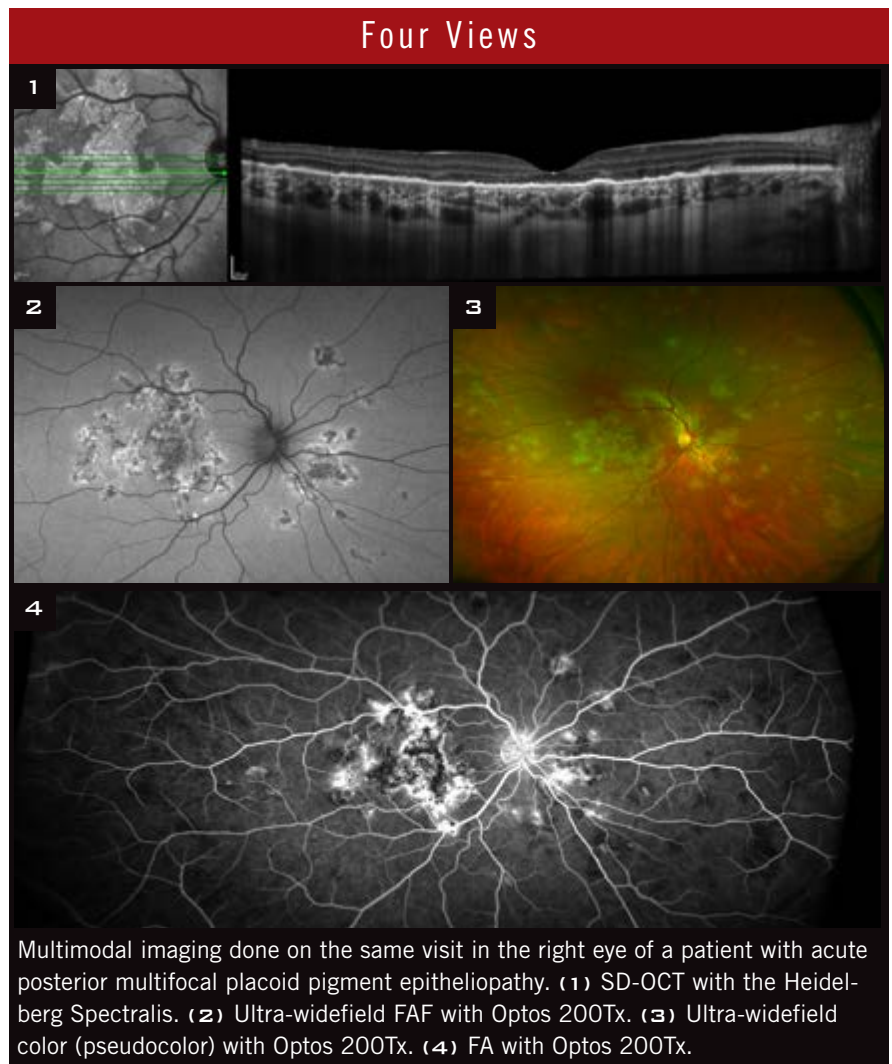 Four Views
1
2
3
4
Multimodal imaging done on the same visit in the right eye of a patient with acute
posterior multifocal placoid pigment epitheliopathy. (1) SD-OCT with the Heidel-
berg Spectralis. (2) Ultra-widefield FAF with Optos 200Tx. (3) Ultra-widefield
color (pseudocolor) with Optos 200Tx. (4) FA with Optos 200Tx.